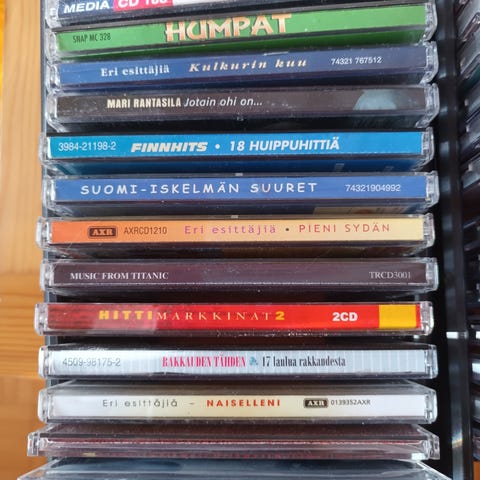 MEDIA CD 
SNAP MC 328 HUMPAT
Eri esittäjiä Kulkurin kuu 74321 767512
MARI RANTASILA Jotain ohi on...
3984-21198-2 FINNHITS • 18 HUIPPUHITTIÄ
SUOMI-ISKELMÄN SUURET 74321904992
AXR AXRCD1210 Eri esittäjiä • PIENI SYDÄN
MUSIC FROM TITANIC TRCD3001
HITTIMARKKINAT 2 2CD
4509-98175-2 RAKKAUDEN TÄHDEN 17 laulua rakkaudesta
Eri esittäjiä – NAISELLENI AXR 0139352AXR